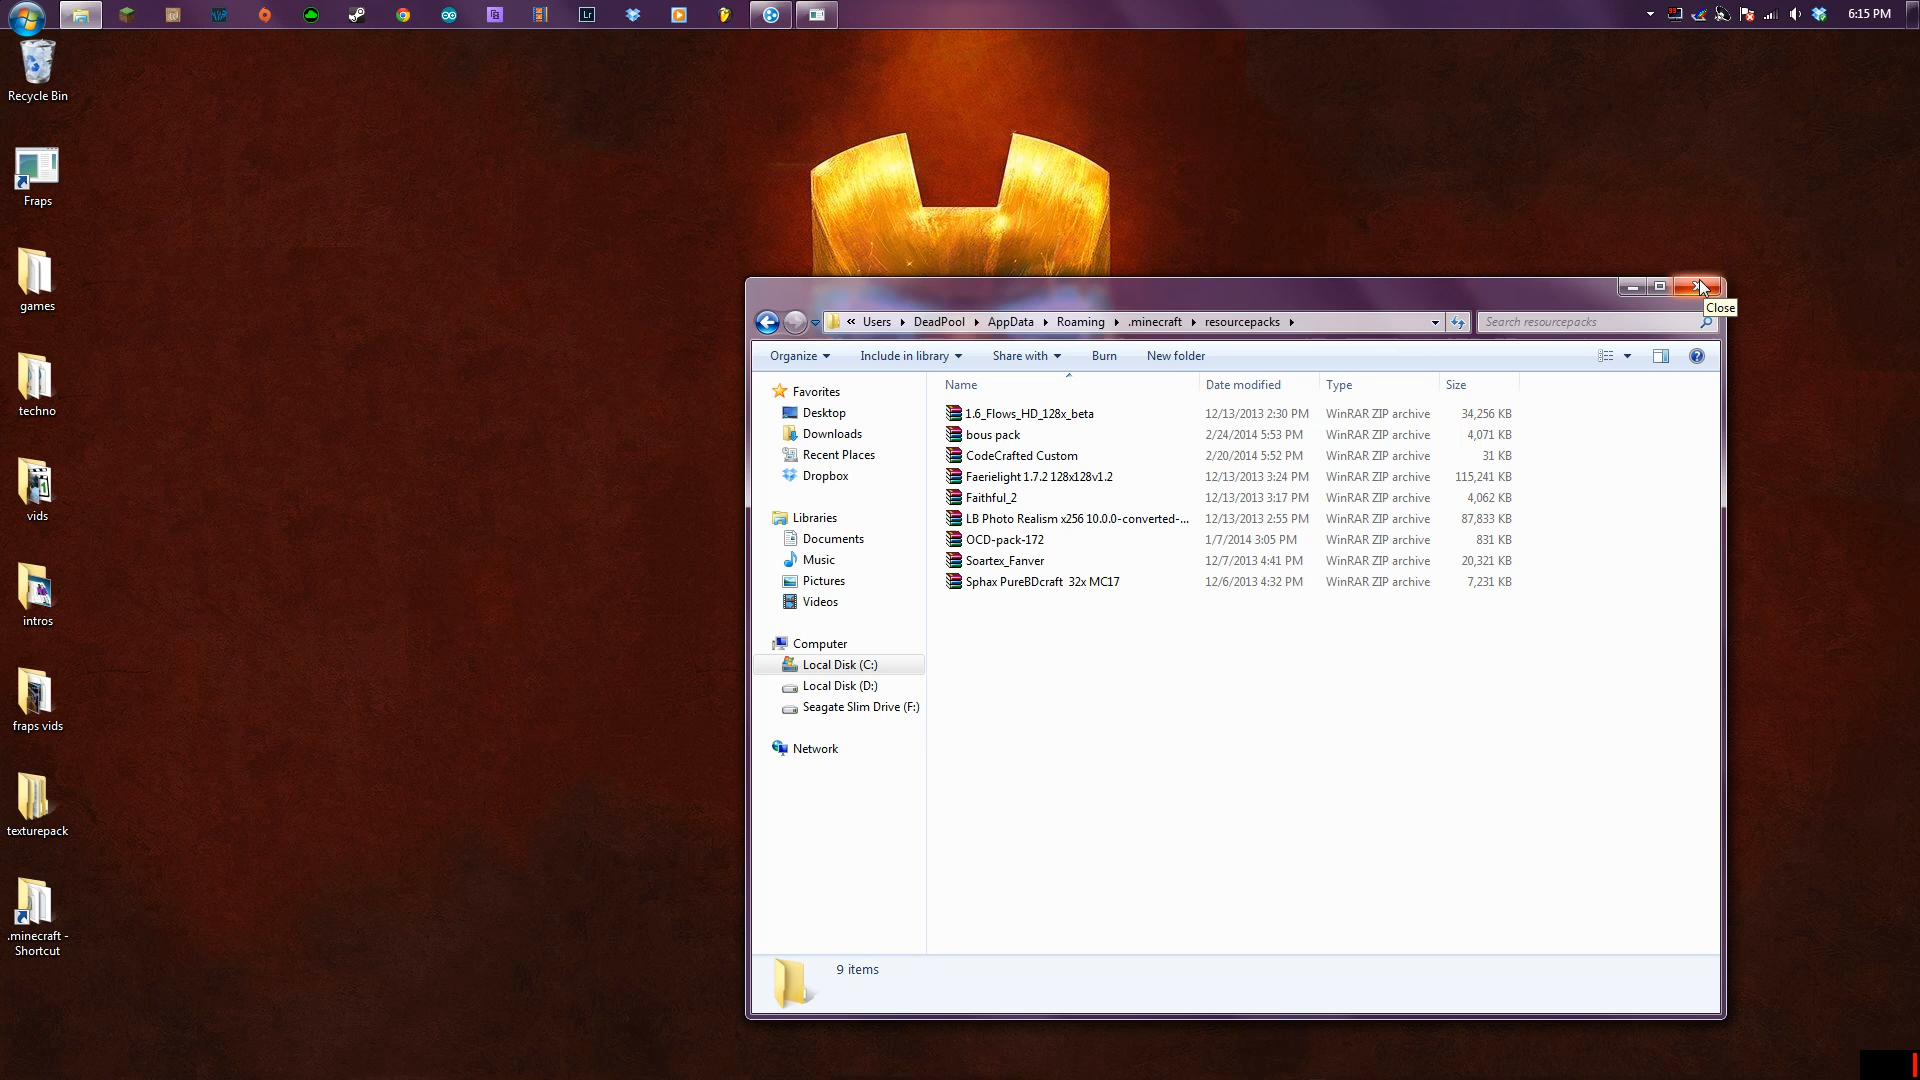 6:15 PM
Recycle Bin
Fraps
games
techno
vids
intros
fraps vids
texturepack
.minecraft -
Shortcut
Close
« Users DeadPool AppData Roaming .minecraft resourcepacks
Search resourcepacks
Organize Include in library Share with Burn New folder
Favorites
Desktop
Downloads
Recent Places
Dropbox
Libraries
Documents
Music
Pictures
Videos
Computer
Local Disk (C:)
Local Disk (D:)
Seagate Slim Drive (F:)
Network
Name Date modified Type Size
1.6_Flows_HD_128x_beta 12/13/2013 2:30 PM WinRAR ZIP archive 34,256 KB
bous pack 2/24/2014 5:53 PM WinRAR ZIP archive 4,071 KB
CodeCrafted Custom 2/20/2014 5:52 PM WinRAR ZIP archive 31 KB
Faerielight 1.7.2 128x128v1.2 12/13/2013 3:24 PM WinRAR ZIP archive 115,241 KB
Faithful_2 12/13/2013 3:17 PM WinRAR ZIP archive 4,062 KB
LB Photo Realism x256 10.0.0-converted-... 12/13/2013 2:55 PM WinRAR ZIP archive 87,833 KB
OCD-pack-172 1/7/2014 3:05 PM WinRAR ZIP archive 831 KB
Soartex_Fanver 12/7/2013 4:41 PM WinRAR ZIP archive 20,321 KB
Sphax PureBDcraft 32x MC17 12/6/2013 4:32 PM WinRAR ZIP archive 7,231 KB
9 items